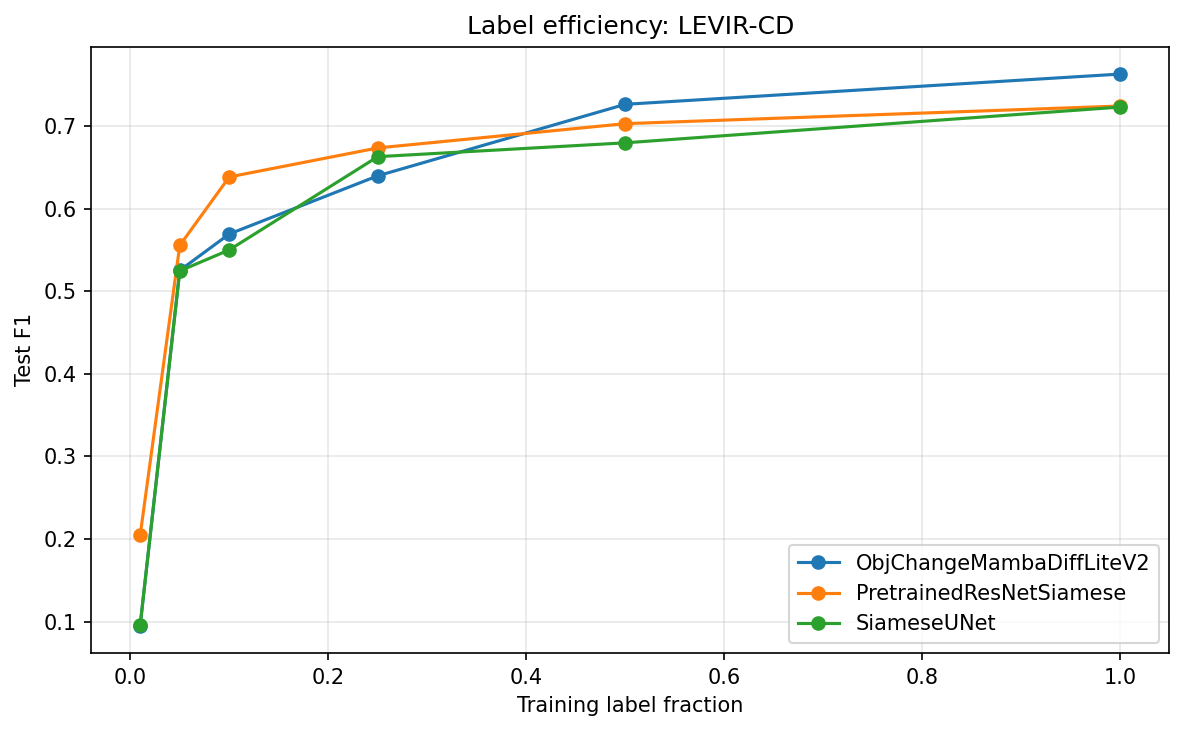 Label efficiency: LEVIR-CD
0.7
0.6
0.5
0.4
0.3
0.2
0.1
Test F1
ObjChangeMambaDiffLiteV2
PretrainedResNetSiamese
SiameseUNet
0.0 0.2 0.4 0.6 0.8 1.0
Training label fraction